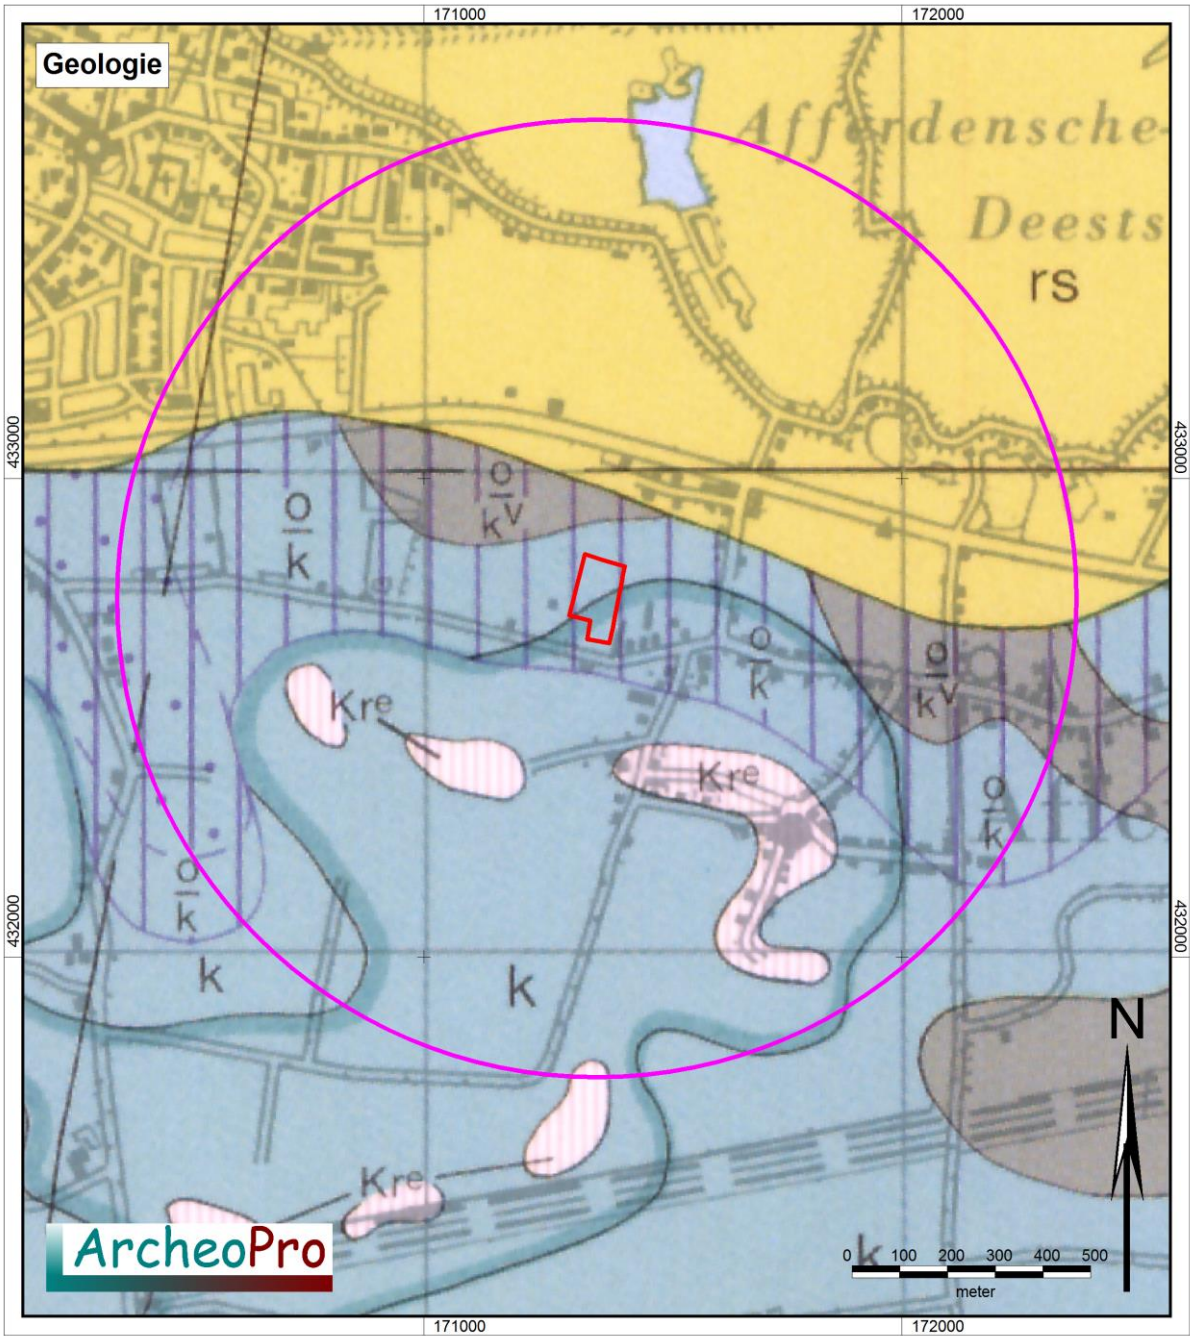 171000
172000
Geologie
Afferdensche-
Deests
rs
433000
433000
o
k
o
kv
o
k
o
kv
Kre
Kre
o
k
o
k
432000
432000
k
k
N
Kre
ArcheoPro
k
0 100 200 300 400 500
meter
171000
172000